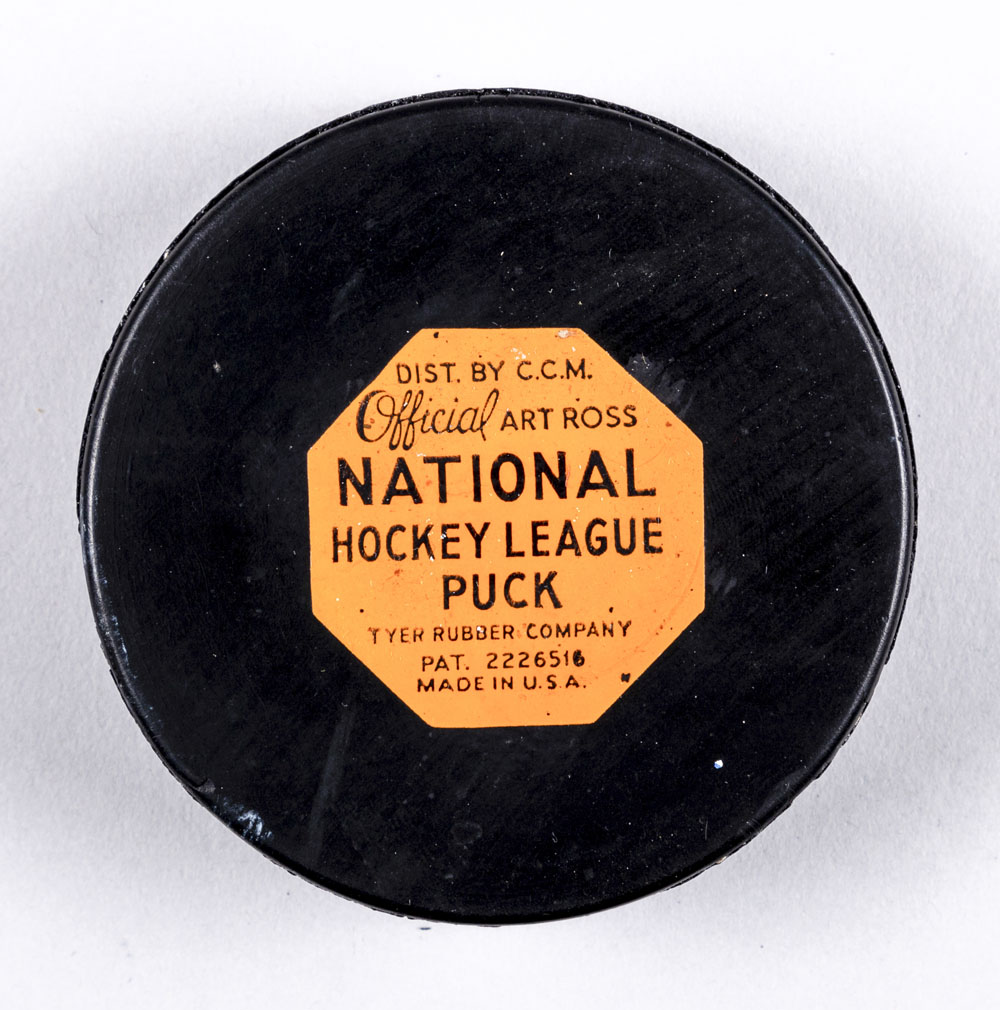 DIST. BY C.C.M.
Official ART ROSS
NATIONAL
HOCKEY LEAGUE
PUCK
TYER RUBBER COMPANY
PAT. 2226516
MADE IN U.S.A.